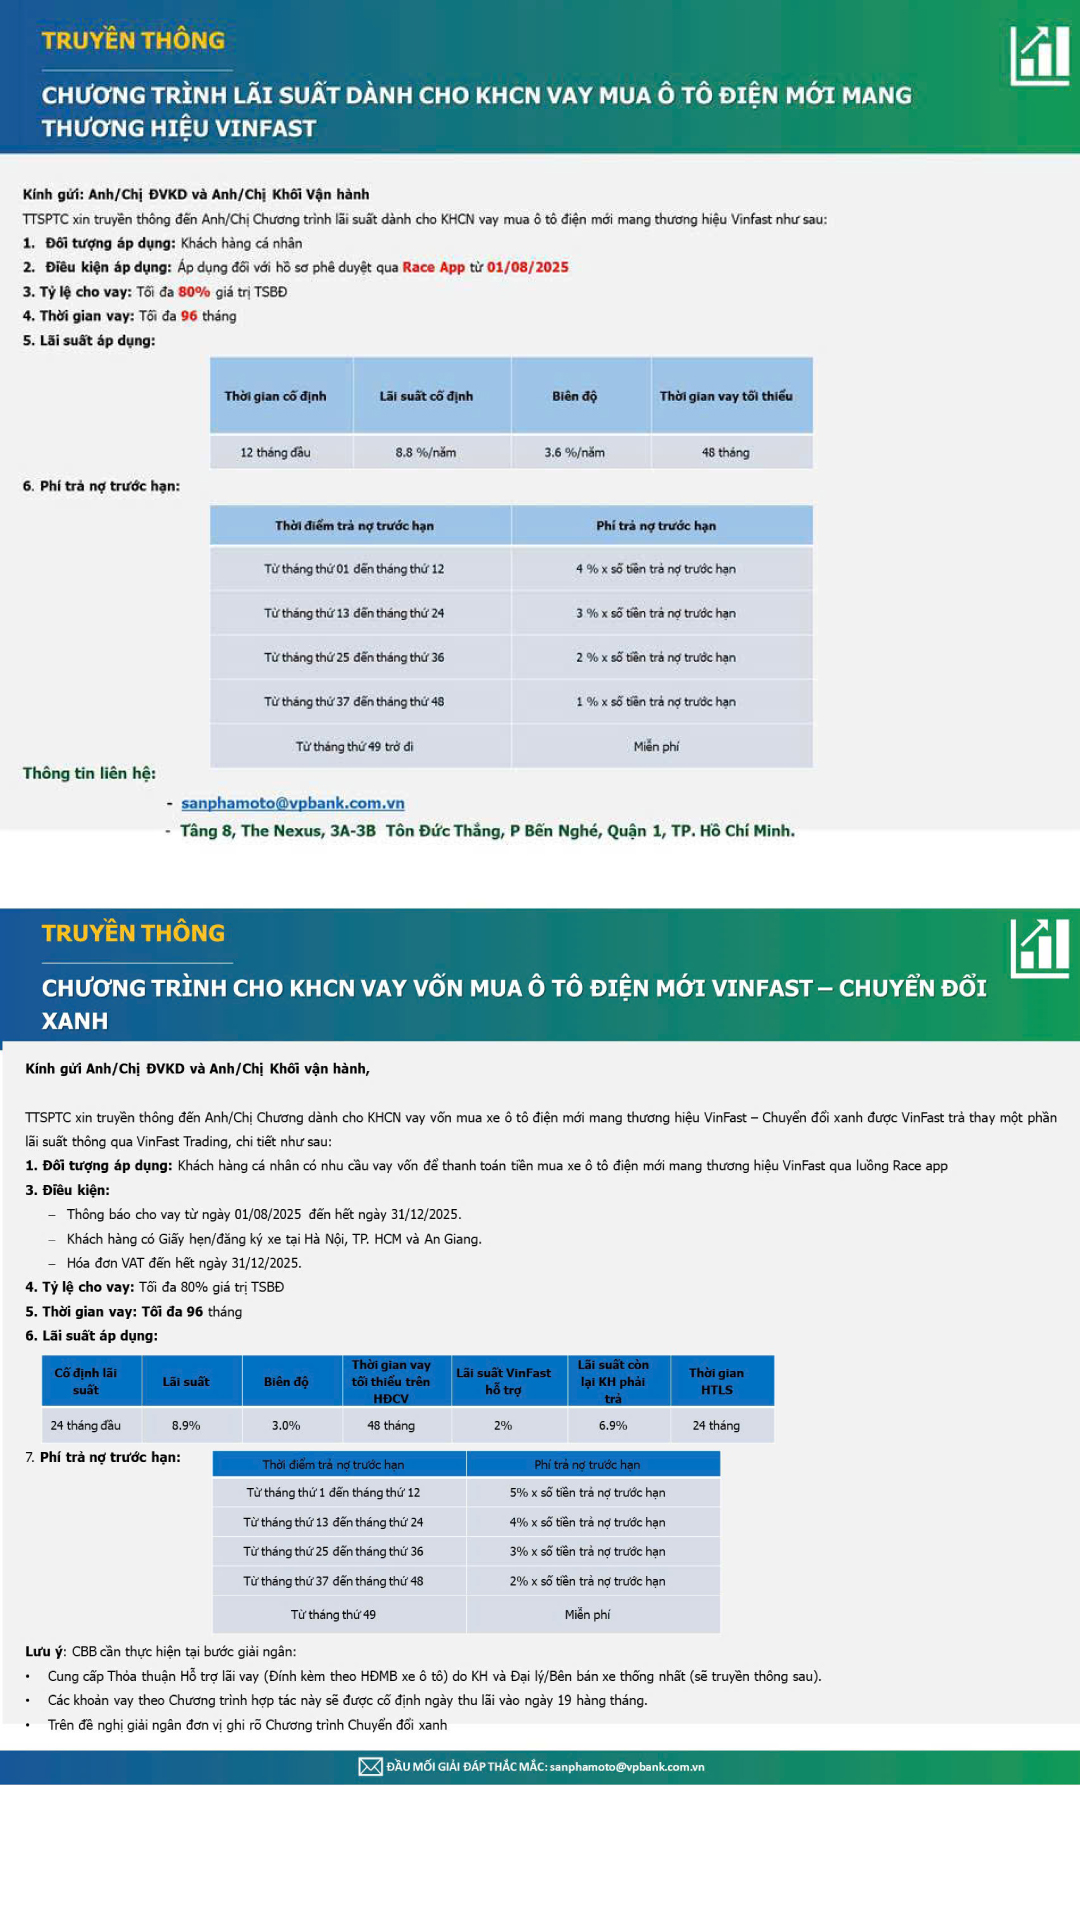 TRUYỀN THÔNG
CHƯƠNG TRÌNH LÃI SUẤT DÀNH CHO KHCN VAY MUA Ô TÔ ĐIỆN MỚI MANG
THƯƠNG HIỆU VINFAST
Kính gửi: Anh/Chị ĐVKD và Anh/Chị Khối Vận hành
TTSPTC xin truyền thông đến Anh/Chị Chương trình lãi suất dành cho KHCN vay mua ô tô điện mới mang thương hiệu Vinfast như sau:
1. Đối tượng áp dụng: Khách hàng cá nhân
2. Điều kiện áp dụng: Áp dụng đối với hồ sơ phê duyệt qua Race App từ 01/08/2025
3. Tỷ lệ cho vay: Tối đa 80% giá trị TSBĐ
4. Thời gian vay: Tối đa 96 tháng
5. Lãi suất áp dụng:
Thời gian cố định Lãi suất cố định Biên độ Thời gian vay tối thiểu
12 tháng đầu 8.8 %/năm 3.6 %/năm 48 tháng
6. Phí trả nợ trước hạn:
Thời điểm trả nợ trước hạn Phí trả nợ trước hạn
Từ tháng thứ 01 đến tháng thứ 12 4 % x số tiền trả nợ trước hạn
Từ tháng thứ 13 đến tháng thứ 24 3 % x số tiền trả nợ trước hạn
Từ tháng thứ 25 đến tháng thứ 36 2 % x số tiền trả nợ trước hạn
Từ tháng thứ 37 đến tháng thứ 48 1 % x số tiền trả nợ trước hạn
Từ tháng thứ 49 trở đi Miễn phí
Thông tin liên hệ:
- sanphamoto@vpbank.com.vn
- Tầng 8, The Nexus, 3A-3B Tôn Đức Thắng, P Bến Nghé, Quận 1, TP. Hồ Chí Minh.
TRUYỀN THÔNG
CHƯƠNG TRÌNH CHO KHCN VAY VỐN MUA Ô TÔ ĐIỆN MỚI VINFAST – CHUYỂN ĐỔI
XANH
Kính gửi Anh/Chị ĐVKD và Anh/Chị Khối vận hành,
TTSPTC xin truyền thông đến Anh/Chị Chương dành cho KHCN vay vốn mua xe ô tô điện mới mang thương hiệu VinFast – Chuyển đổi xanh được VinFast trả thay một phần
lãi suất thông qua VinFast Trading, chi tiết như sau:
1. Đối tượng áp dụng: Khách hàng cá nhân có nhu cầu vay vốn để thanh toán tiền mua xe ô tô điện mới mang thương hiệu VinFast qua luồng Race app
3. Điều kiện:
– Thông báo cho vay từ ngày 01/08/2025 đến hết ngày 31/12/2025.
– Khách hàng có Giấy hẹn/đăng ký xe tại Hà Nội, TP. HCM và An Giang.
– Hóa đơn VAT đến hết ngày 31/12/2025.
4. Tỷ lệ cho vay: Tối đa 80% giá trị TSBĐ
5. Thời gian vay: Tối đa 96 tháng
6. Lãi suất áp dụng:
Cố định lãi suất Lãi suất Biên độ Thời gian vay tối thiểu trên HĐCV Lãi suất VinFast hỗ trợ Lãi suất còn lại KH phải trả Thời gian HTLS
24 tháng đầu 8.9% 3.0% 48 tháng 2% 6.9% 24 tháng
7. Phí trả nợ trước hạn:
Thời điểm trả nợ trước hạn Phí trả nợ trước hạn
Từ tháng thứ 1 đến tháng thứ 12 5% x số tiền trả nợ trước hạn
Từ tháng thứ 13 đến tháng thứ 24 4% x số tiền trả nợ trước hạn
Từ tháng thứ 25 đến tháng thứ 36 3% x số tiền trả nợ trước hạn
Từ tháng thứ 37 đến tháng thứ 48 2% x số tiền trả nợ trước hạn
Từ tháng thứ 49 Miễn phí
Lưu ý: CBB cần thực hiện tại bước giải ngân:
• Cung cấp Thỏa thuận Hỗ trợ lãi vay (Đính kèm theo HĐMB xe ô tô) do KH và Đại lý/Bên bán xe thống nhất (sẽ truyền thông sau).
• Các khoản vay theo Chương trình hợp tác này sẽ được cố định ngày thu lãi vào ngày 19 hàng tháng.
• Trên đề nghị giải ngân đơn vị ghi rõ Chương trình Chuyển đổi xanh
ĐẦU MỐI GIẢI ĐÁP THẮC MẮC: sanphamoto@vpbank.com.vn